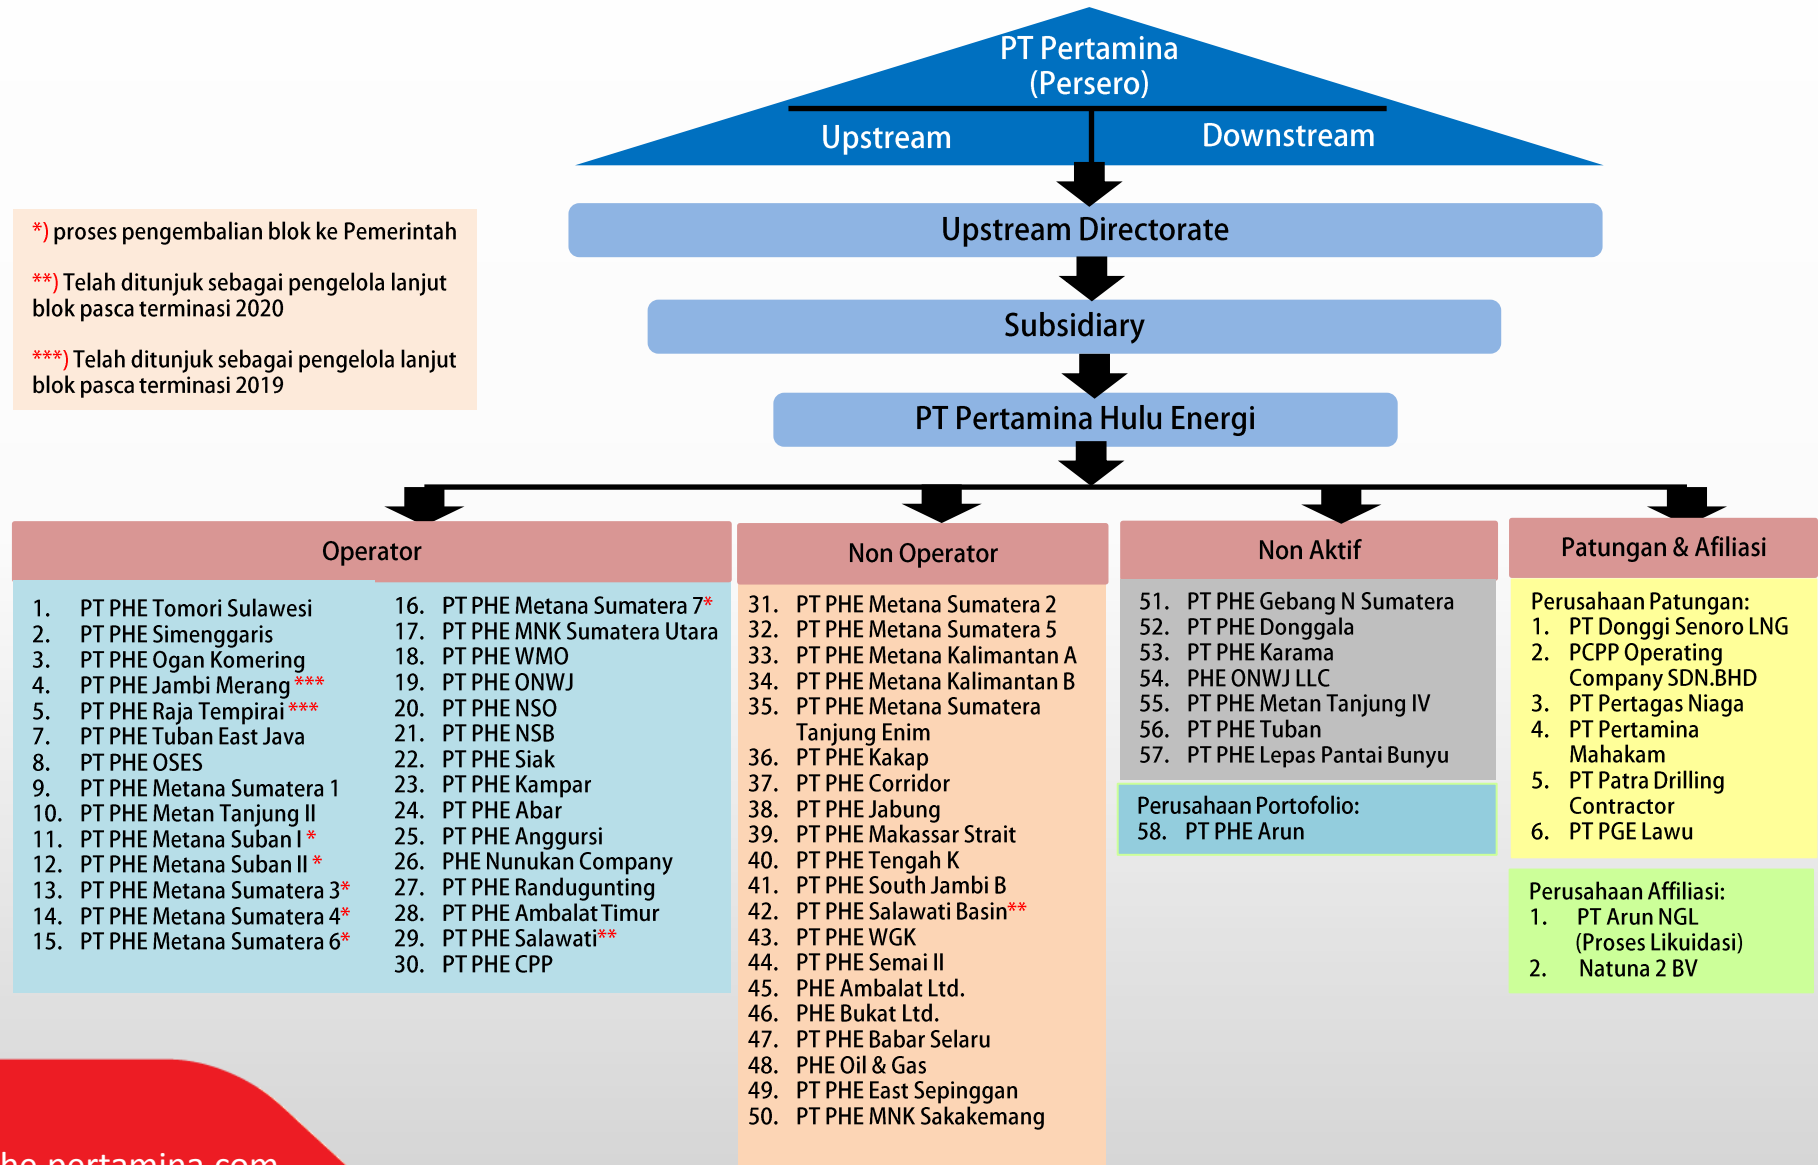 PT Pertamina
(Persero)
Upstream
Downstream
Upstream Directorate
Subsidiary
PT Pertamina Hulu Energi
*) proses pengembalian blok ke Pemerintah
**) Telah ditunjuk sebagai pengelola lanjut
blok pasca terminasi 2020
***) Telah ditunjuk sebagai pengelola lanjut
blok pasca terminasi 2019
Operator
1. PT PHE Tomori Sulawesi
2. PT PHE Simenggaris
3. PT PHE Ogan Komering
4. PT PHE Jambi Merang ***
5. PT PHE Raja Tempirai ***
7. PT PHE Tuban East Java
8. PT PHE OSES
9. PT PHE Metana Sumatera 1
10. PT PHE Metan Tanjung II
11. PT PHE Metana Suban I *
12. PT PHE Metana Suban II *
13. PT PHE Metana Sumatera 3*
14. PT PHE Metana Sumatera 4*
15. PT PHE Metana Sumatera 6*
16. PT PHE Metana Sumatera 7*
17. PT PHE MNK Sumatera Utara
18. PT PHE WMO
19. PT PHE ONWJ
20. PT PHE NSO
21. PT PHE NSB
22. PT PHE Siak
23. PT PHE Kampar
24. PT PHE Abar
25. PT PHE Anggursi
26. PHE Nunukan Company
27. PT PHE Randugunting
28. PT PHE Ambalat Timur
29. PT PHE Salawati**
30. PT PHE CPP
Non Operator
31. PT PHE Metana Sumatera 2
32. PT PHE Metana Sumatera 5
33. PT PHE Metana Kalimantan A
34. PT PHE Metana Kalimantan B
35. PT PHE Metana Sumatera
Tanjung Enim
36. PT PHE Kakap
37. PT PHE Corridor
38. PT PHE Jabung
39. PT PHE Makassar Strait
40. PT PHE Tengah K
41. PT PHE South Jambi B
42. PT PHE Salawati Basin**
43. PT PHE WGK
44. PT PHE Semai II
45. PHE Ambalat Ltd.
46. PHE Bukat Ltd.
47. PT PHE Babar Selaru
48. PHE Oil & Gas
49. PT PHE East Sepinggan
50. PT PHE MNK Sakakemang
Non Aktif
51. PT PHE Gebang N Sumatera
52. PT PHE Donggala
53. PT PHE Karama
54. PHE ONWJ LLC
55. PT PHE Metan Tanjung IV
56. PT PHE Tuban
57. PT PHE Lepas Pantai Bunyu
Perusahaan Portofolio:
58. PT PHE Arun
Patungan & Afiliasi
Perusahaan Patungan:
1. PT Donggi Senoro LNG
2. PCPP Operating
Company SDN.BHD
3. PT Pertagas Niaga
4. PT Pertamina
Mahakam
5. PT Patra Drilling
Contractor
6. PT PGE Lawu
Perusahaan Affiliasi:
1. PT Arun NGL
(Proses Likuidasi)
2. Natuna 2 BV